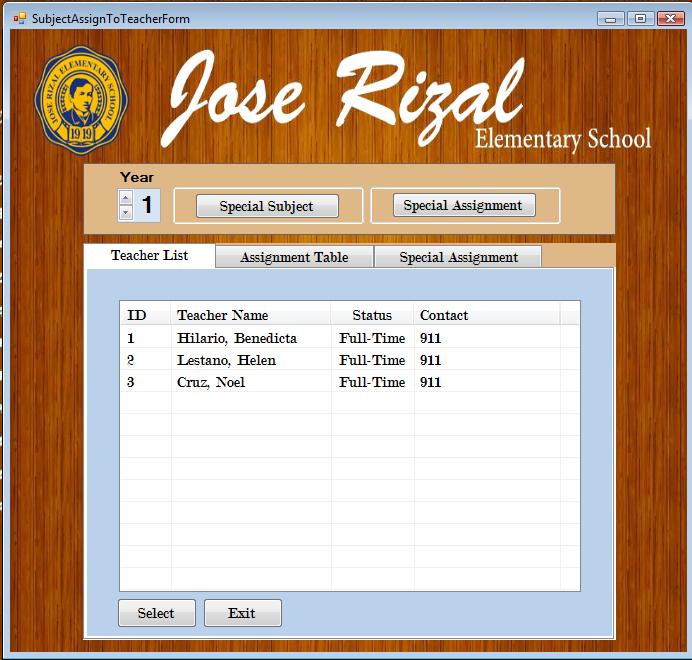 SubjectAssignToTeacherForm
JOSE RIZAL ELEMENTARY SCHOOL
1919
Jose Rizal
Elementary School
Year
1 Special Subject Special Assignment
Teacher List Assignment Table Special Assignment
ID Teacher Name Status Contact
1 Hilario, Benedicta Full-Time 911
2 Lestano, Helen Full-Time 911
3 Cruz, Noel Full-Time 911
Select Exit